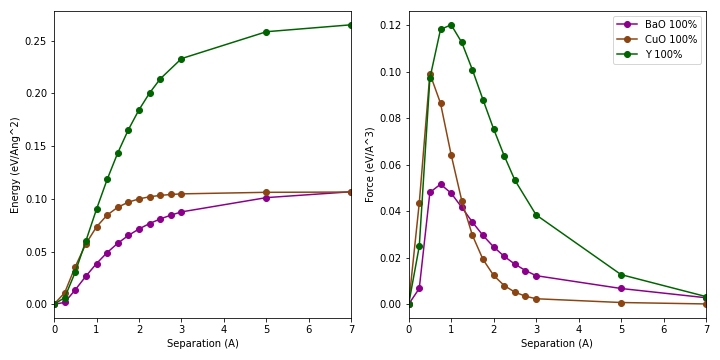 0.25
0.20
0.15
0.10
0.05
0.00
Energy (eV/Ang^2)
0 1 2 3 4 5 6 7
Separation (A)
0.12
0.10
0.08
0.06
0.04
0.02
0.00
Force (eV/A^3)
0 1 2 3 4 5 6 7
Separation (A)
BaO 100%
CuO 100%
Y 100%